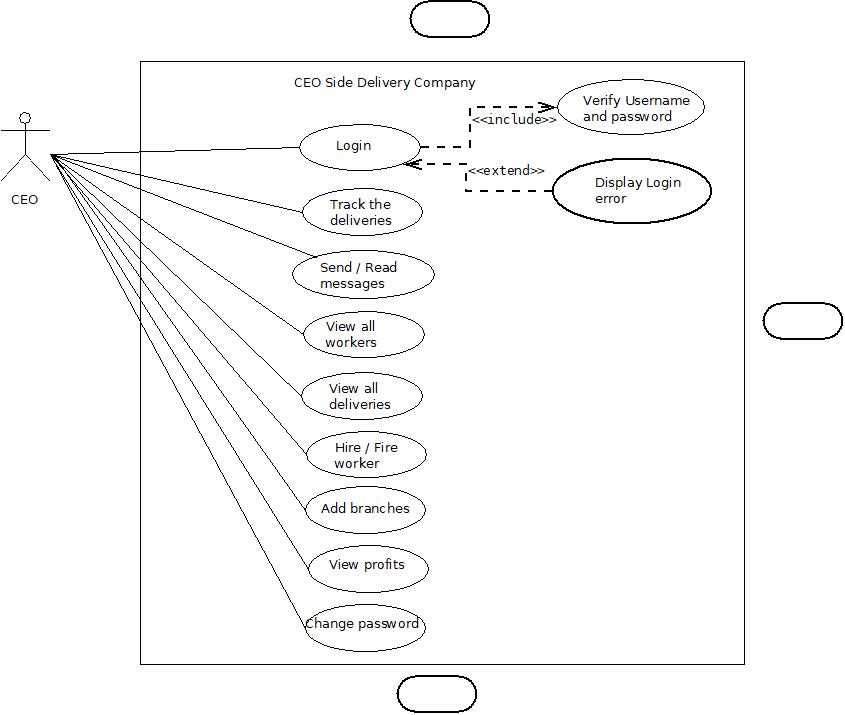 CEO Side Delivery Company
CEO
Login
<<include>>
Verify Username
and password
<<extend>>
Display Login
error
Track the
deliveries
Send / Read
messages
View all
workers
View all
deliveries
Hire / Fire
worker
Add branches
View profits
Change password